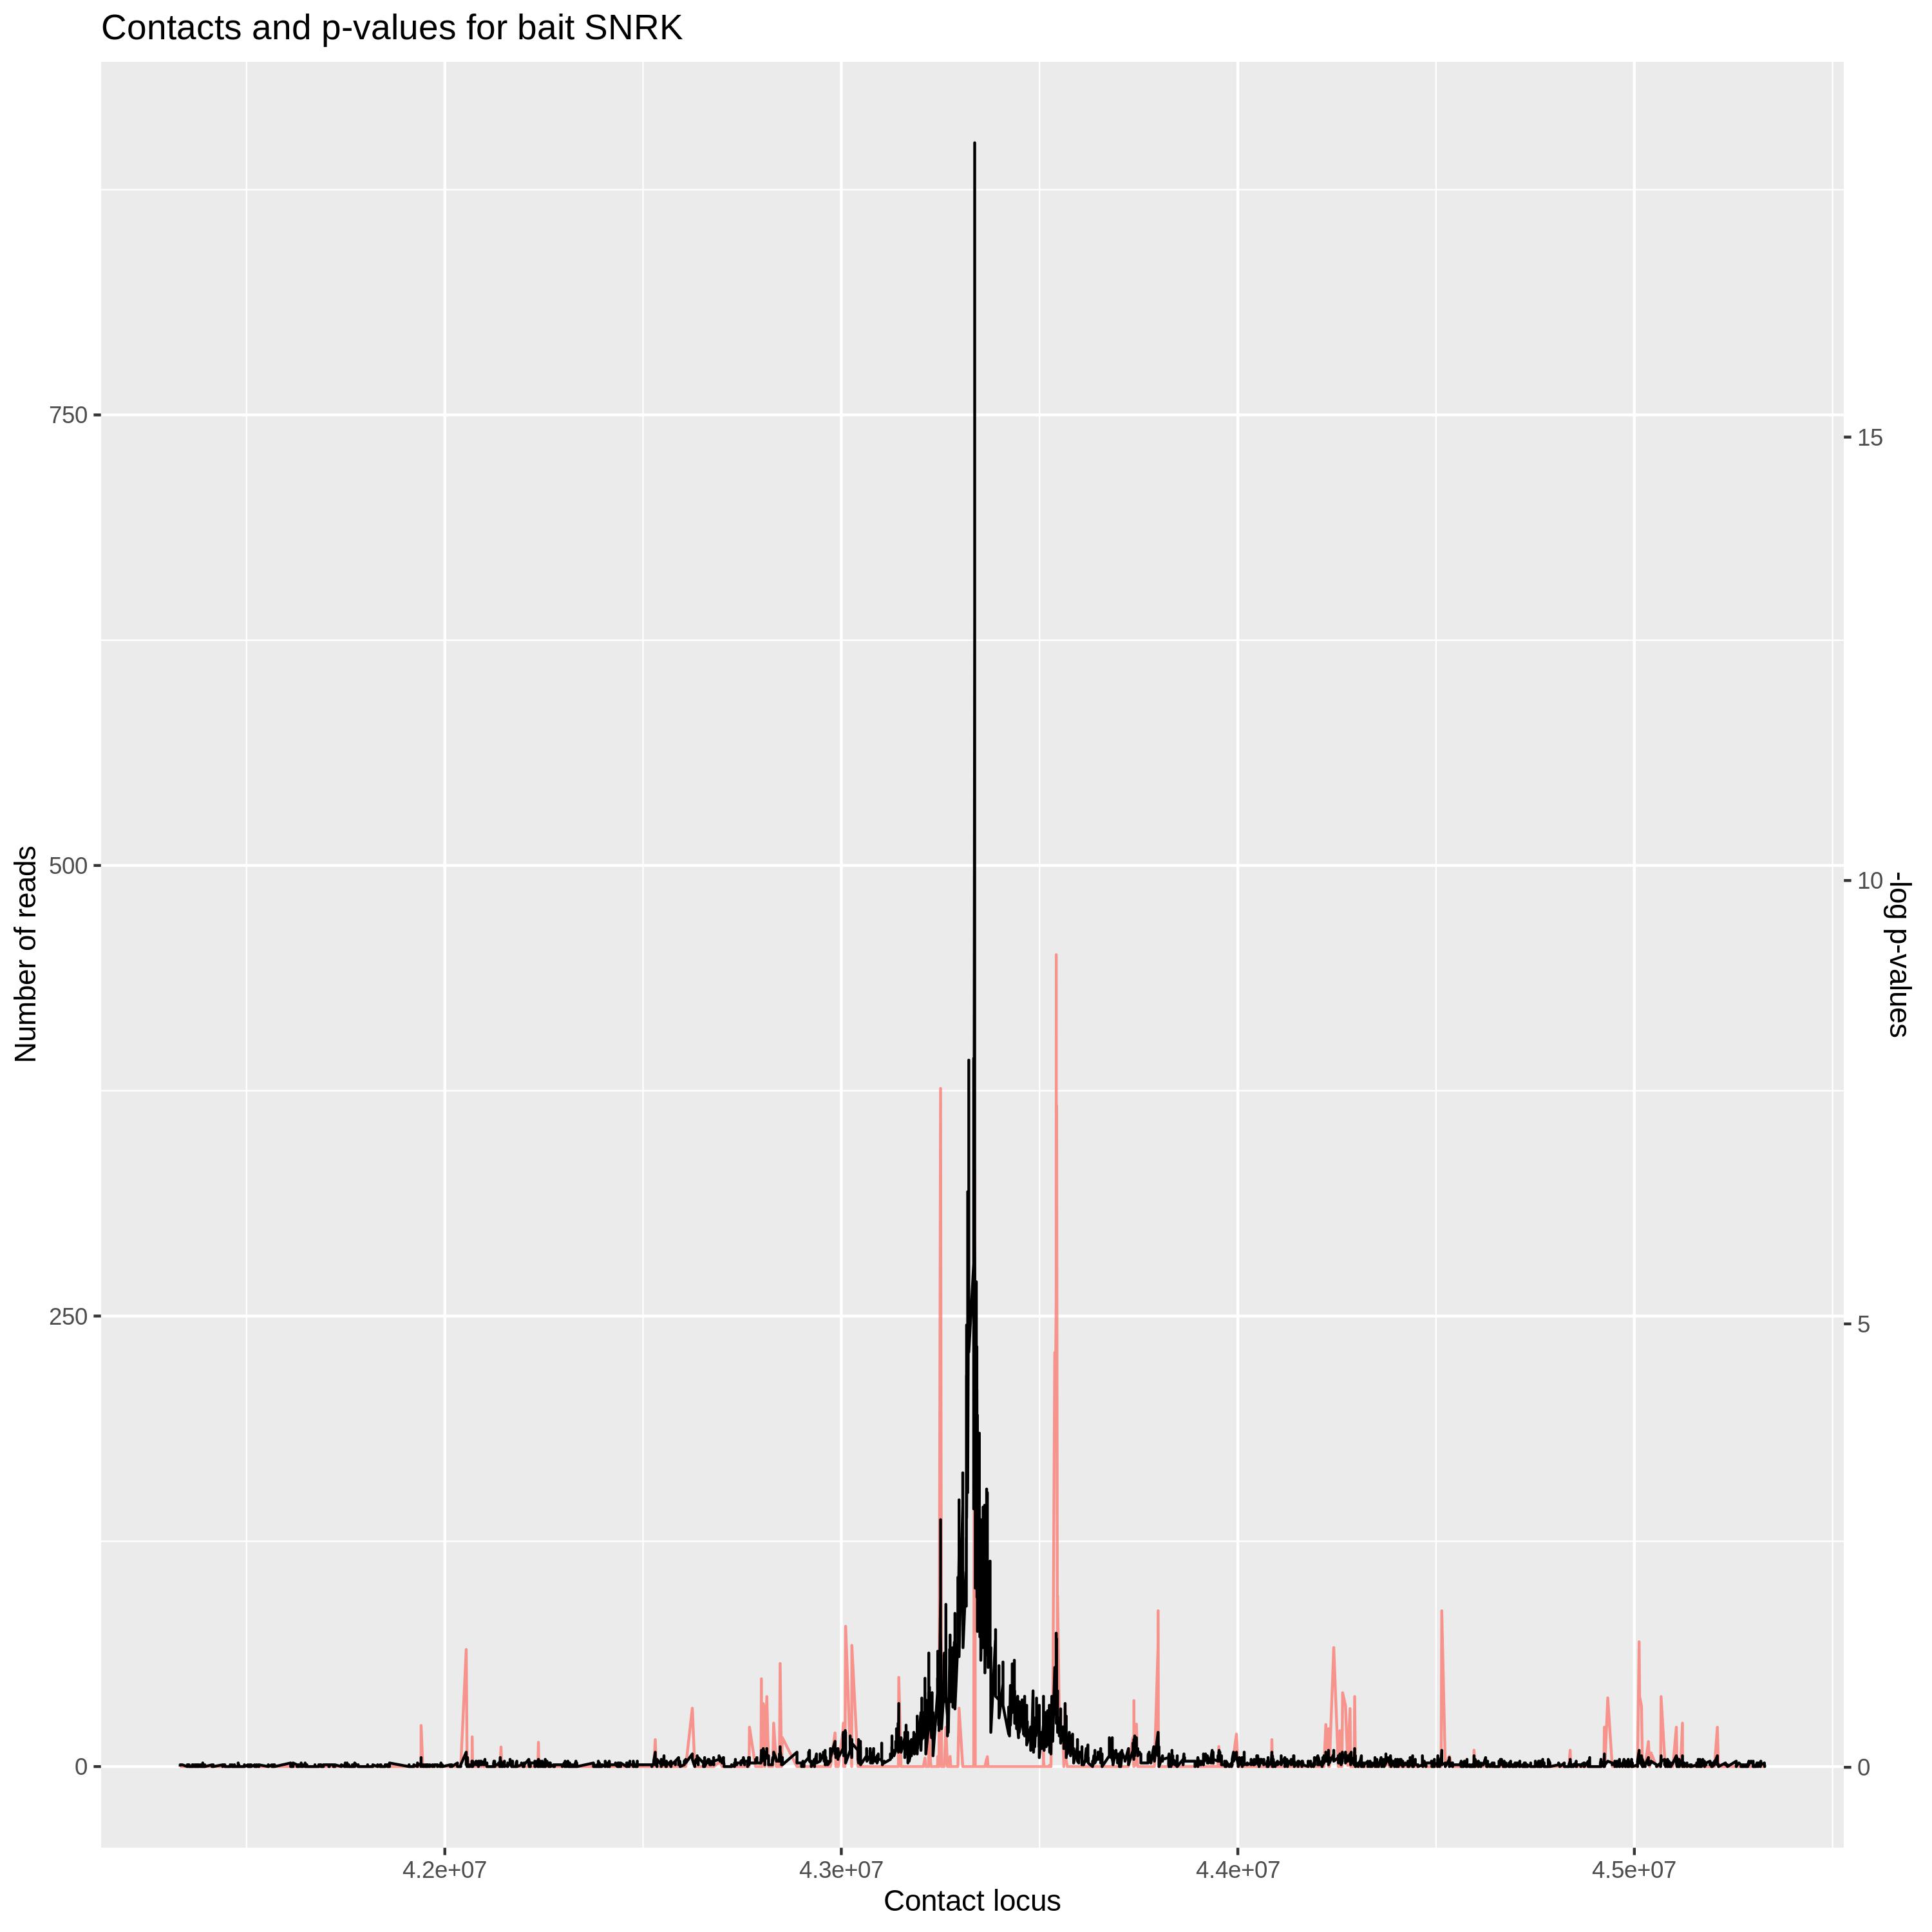 Contacts and p-values for bait SNRK
Number of reads
750
500
250
0
15
10
5
0
-log p-values
4.2e+07
4.3e+07
4.4e+07
4.5e+07
Contact locus